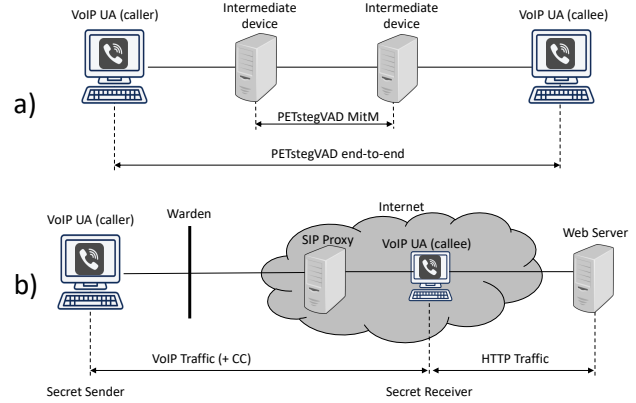 VoIP UA (caller)
Intermediate
device
Intermediate
device
VoIP UA (callee)
a)
PETstegVAD MitM
PETstegVAD end-to-end
VoIP UA (caller)
Warden
Internet
SIP Proxy
VoIP UA (callee)
Web Server
b)
VoIP Traffic (+ CC)
HTTP Traffic
Secret Sender
Secret Receiver